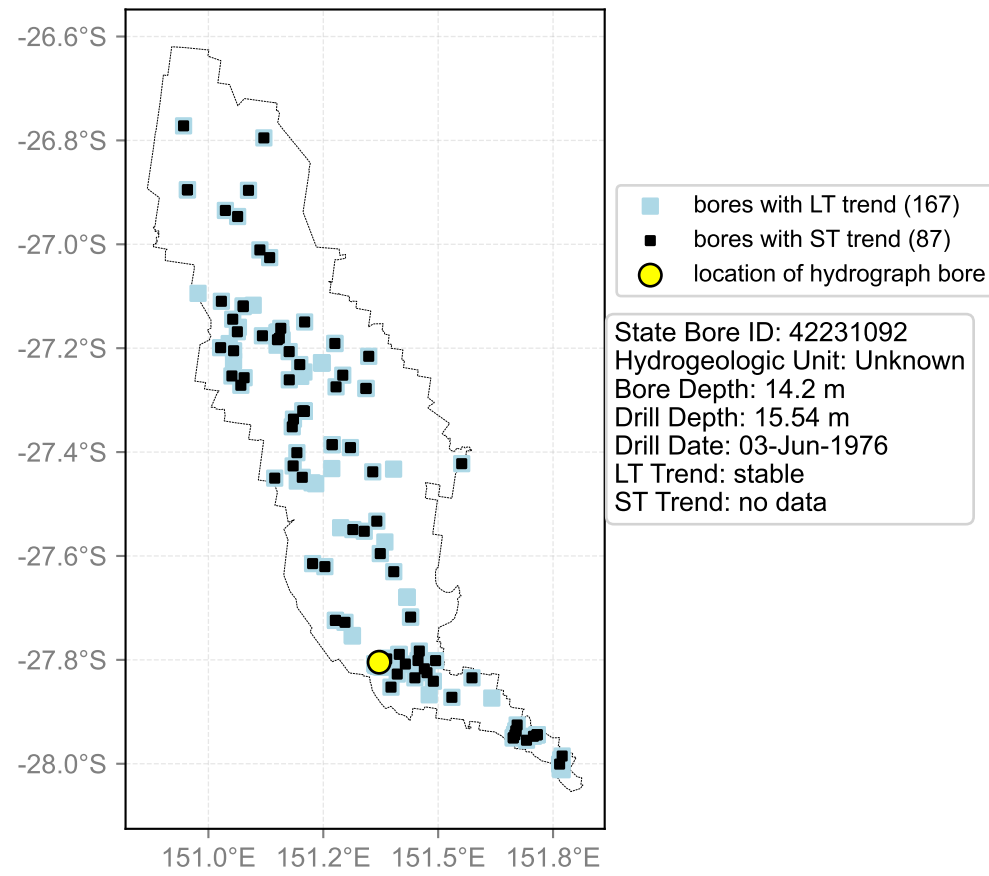 -26.6°S
-26.8°S
-27.0°S
-27.2°S
-27.4°S
-27.6°S
-27.8°S
-28.0°S
151.0°E 151.2°E 151.5°E 151.8°E
bores with LT trend (167)
bores with ST trend (87)
location of hydrograph bore
State Bore ID: 42231092
Hydrogeologic Unit: Unknown
Bore Depth: 14.2 m
Drill Depth: 15.54 m
Drill Date: 03-Jun-1976
LT Trend: stable
ST Trend: no data